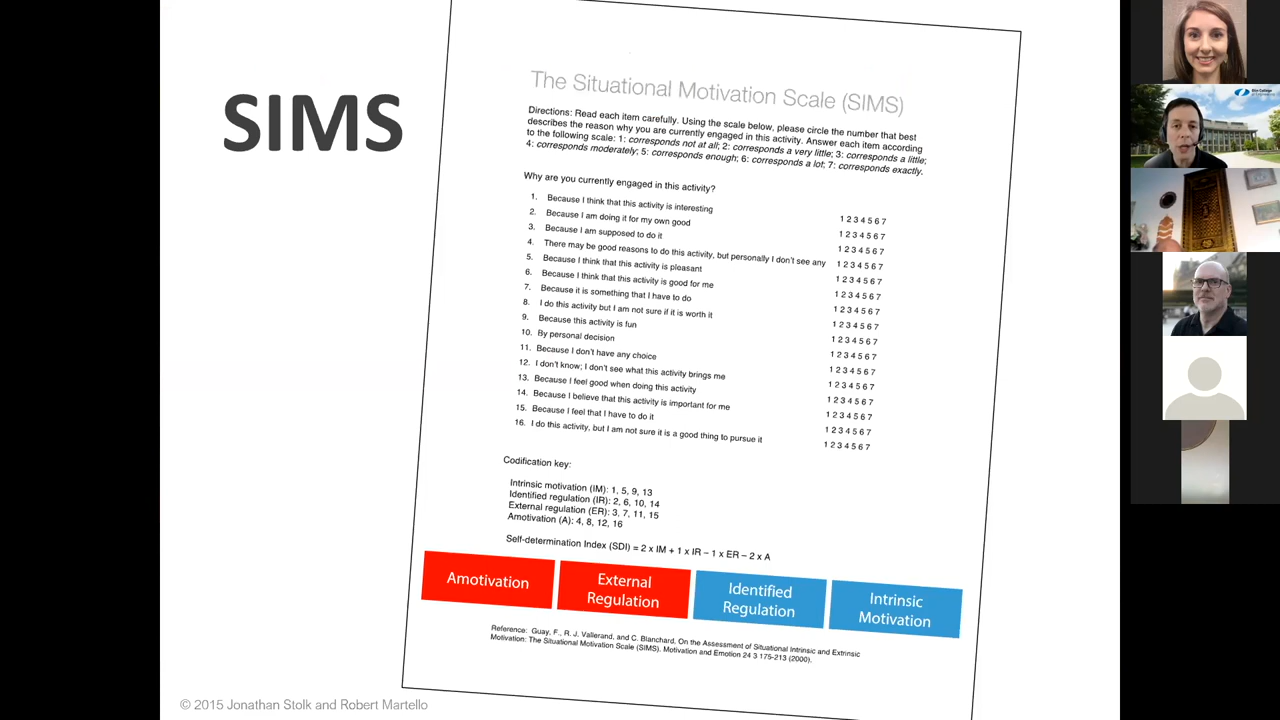 SIMS
The Situational Motivation Scale (SIMS)
Directions: Read each item carefully. Using the scale below, please circle the number that best
describes the reason why you are currently engaged in this activity. Answer each item according
to the following scale: 1: corresponds not at all; 2: corresponds a very little; 3: corresponds a little;
4: corresponds moderately; 5: corresponds enough; 6: corresponds a lot; 7: corresponds exactly.
Why are you currently engaged in this activity?
1. Because I think that this activity is interesting 1 2 3 4 5 6 7
2. Because I am doing it for my own good 1 2 3 4 5 6 7
3. Because I am supposed to do it 1 2 3 4 5 6 7
4. There may be good reasons to do this activity, but personally I don't see any 1 2 3 4 5 6 7
5. Because I think that this activity is pleasant 1 2 3 4 5 6 7
6. Because I think that this activity is good for me 1 2 3 4 5 6 7
7. Because it is something that I have to do 1 2 3 4 5 6 7
8. I do this activity but I am not sure if it is worth it 1 2 3 4 5 6 7
9. Because this activity is fun 1 2 3 4 5 6 7
10. By personal decision 1 2 3 4 5 6 7
11. Because I don't have any choice 1 2 3 4 5 6 7
12. I don't know; I don't see what this activity brings me 1 2 3 4 5 6 7
13. Because I feel good when doing this activity 1 2 3 4 5 6 7
14. Because I believe that this activity is important for me 1 2 3 4 5 6 7
15. Because I feel that I have to do it 1 2 3 4 5 6 7
16. I do this activity, but I am not sure it is a good thing to pursue it 1 2 3 4 5 6 7
Codification key:
Intrinsic motivation (IM): 1, 5, 9, 13
Identified regulation (IR): 2, 6, 10, 14
External regulation (ER): 3, 7, 11, 15
Amotivation (A): 4, 8, 12, 16
Self-determination Index (SDI) = 2 x IM + 1 x IR – 1 x ER – 2 x A
Amotivation
External
Regulation
Identified
Regulation
Intrinsic
Motivation
Reference: Guay, F., R. J. Vallerand, and C. Blanchard, On the Assessment of Situational Intrinsic and Extrinsic
Motivation: The Situational Motivation Scale (SIMS), Motivation and Emotion 24 3 175-213 (2000).
© 2015 Jonathan Stolk and Robert Martello